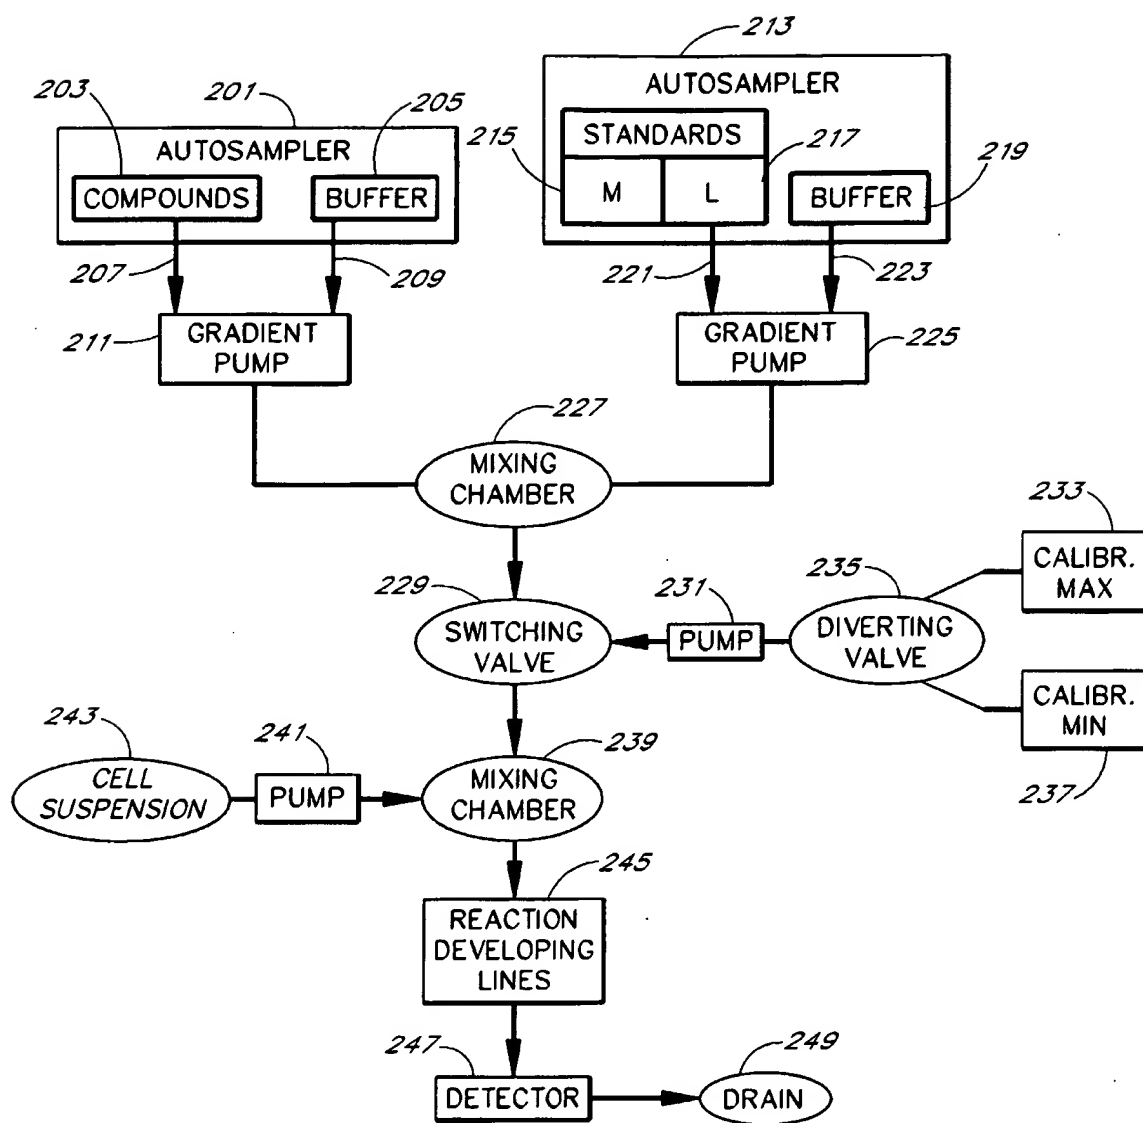 213
203
201
205
AUTOSAMPLER
215
STANDARDS
217
219
AUTOSAMPLER
COMPOUNDS
BUFFER
M
L
BUFFER
207
209
221
223
211
GRADIENT
PUMP
GRADIENT
PUMP
225
227
MIXING
CHAMBER
233
229
235
CALIBR.
MAX
231
SWITCHING
VALVE
PUMP
DIVERTING
VALVE
243
241
239
CALIBR.
MIN
CELL
SUSPENSION
PUMP
MIXING
CHAMBER
237
245
REACTION
DEVELOPING
LINES
247
249
DETECTOR
DRAIN